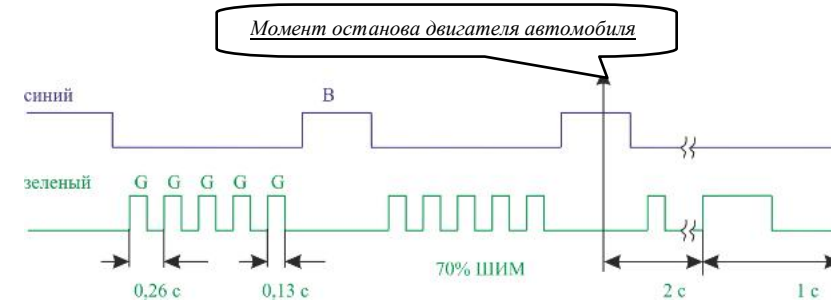 Момент останова двигателя автомобиля
синий
B
зеленый
G G G G G
70% ШИМ
0,26 с
0,13 с
2 с
1 с